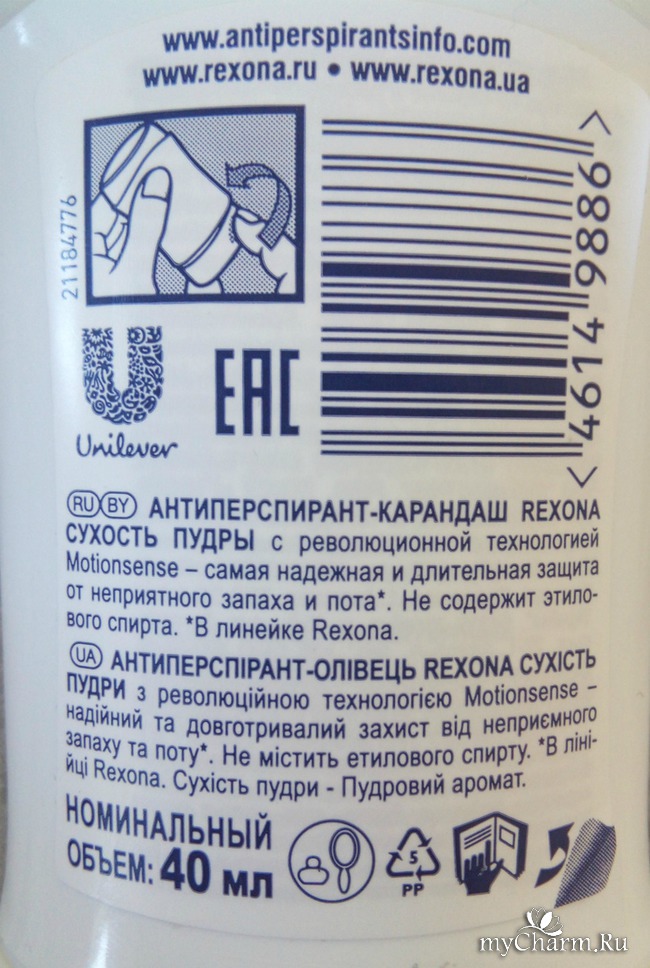 www.antiperspirantsinfo.com
www.rexona.ru • www.rexona.ua
21184776
4614 9886 >
<
Unilever
EAC
RU BY АНТИПЕРСПИРАНТ-КАРАНДАШ REXONA
СУХОСТЬ ПУДРЫ с революционной технологией
Motionsense – самая надежная и длительная защита
от неприятного запаха и пота*. Не содержит этило-
вого спирта. *В линейке Rexona.
UA АНТИПЕРСПІРАНТ-ОЛІВЕЦЬ REXONA СУХІСТЬ
ПУДРИ з революційною технологією Motionsense –
надійний та довготривалий захист від неприємного
запаху та поту*. Не містить етилового спирту. *В ліні-
йці Rexona. Сухість пудри - Пудровий аромат.
НОМИНАЛЬНЫЙ
ОБЪЕМ: 40 мл
5
PP
myCharm.Ru